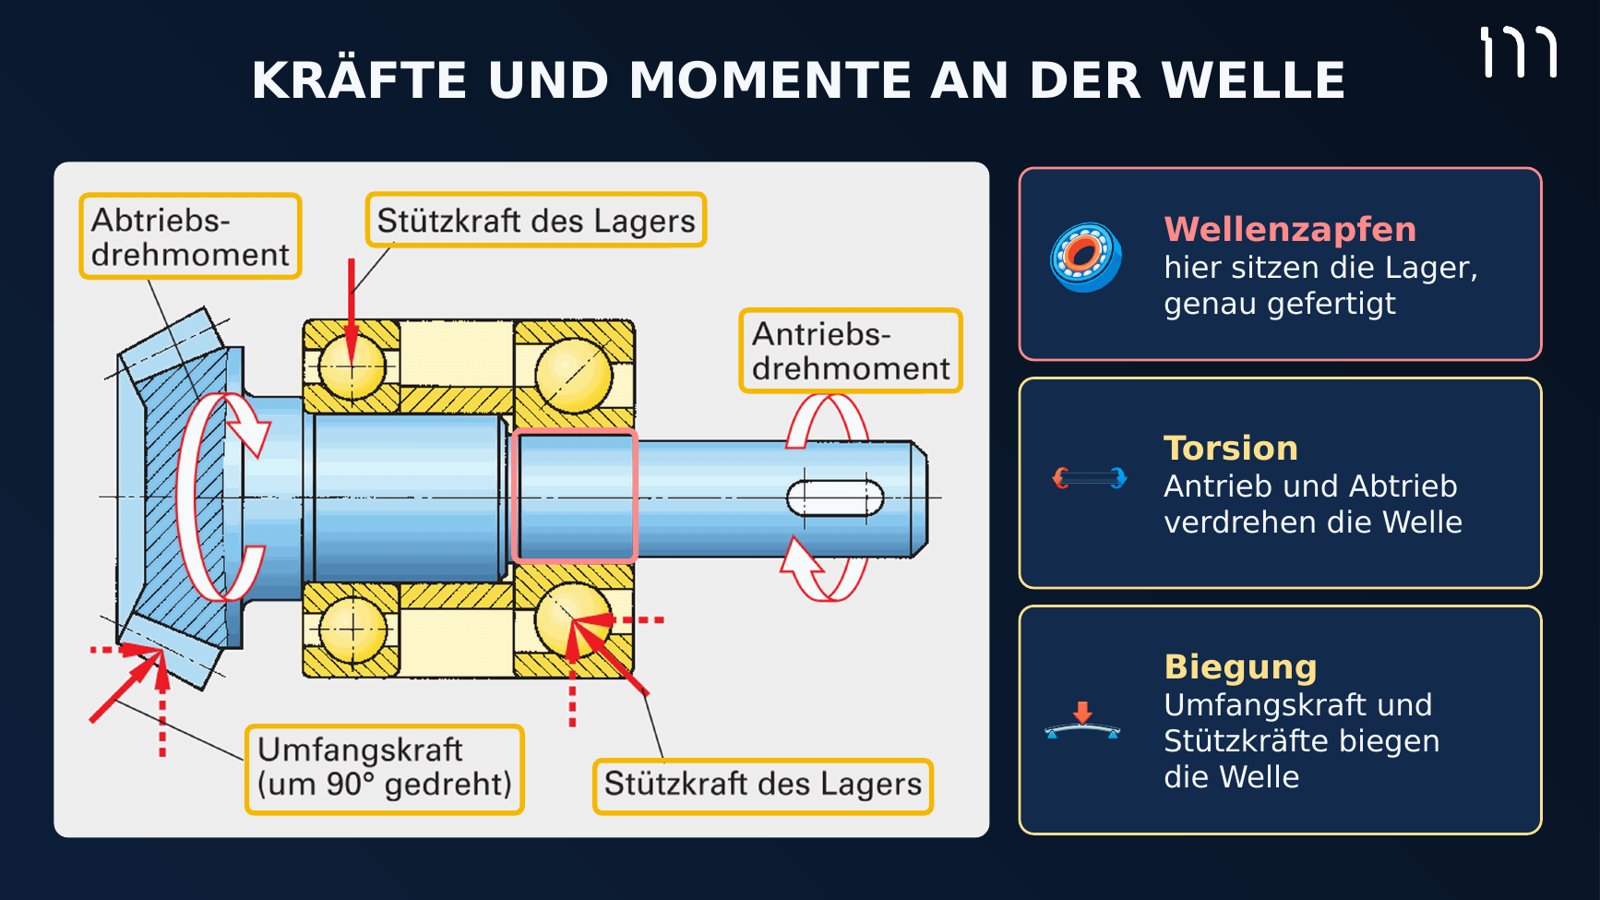 KRÄFTE UND MOMENTE AN DER WELLE
m
Abtriebs-
drehmoment
Stützkraft des Lagers
Antriebs-
drehmoment
Umfangskraft
(um 90° gedreht)
Stützkraft des Lagers
Wellenzapfen
hier sitzen die Lager,
genau gefertigt
Torsion
Antrieb und Abtrieb
verdrehen die Welle
Biegung
Umfangskraft und
Stützkräfte biegen
die Welle